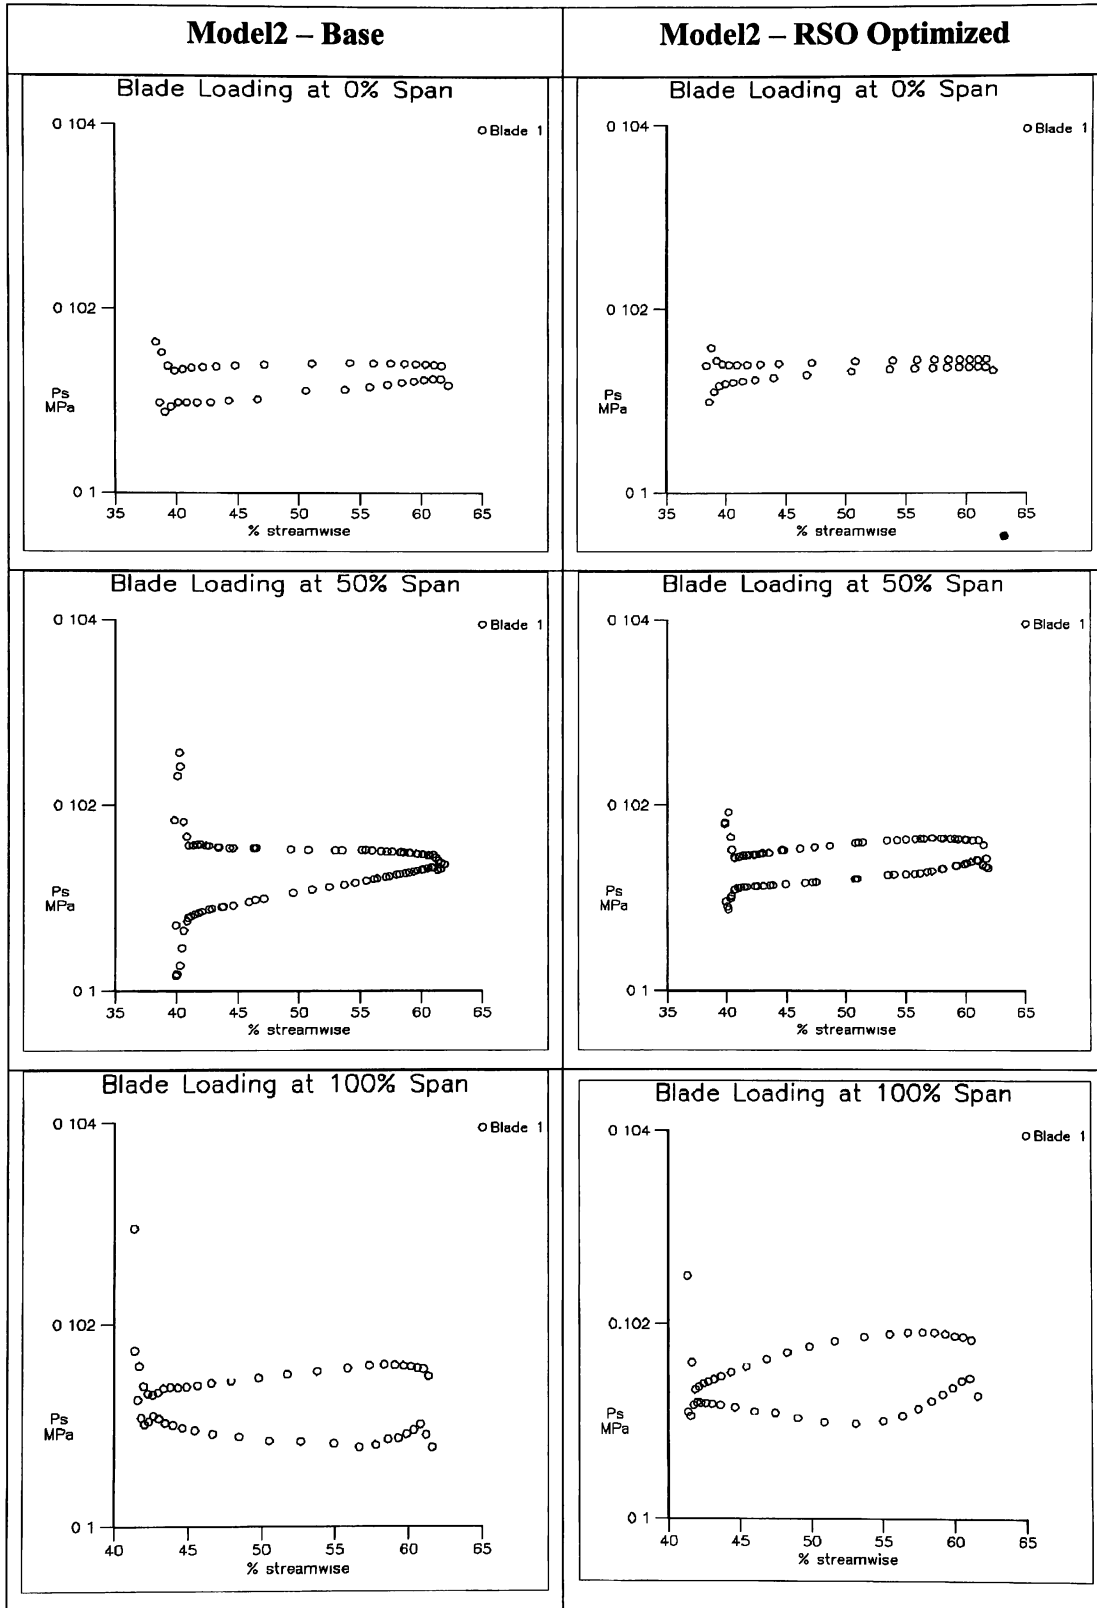 Model2 – Base
Model2 – RSO Optimized
Blade Loading at 0% Span
0 104
Blade 1
0 102
Ps
MPa
0 1
35 40 45 50 55 60 65
% streamwise
Blade Loading at 0% Span
0 104
Blade 1
0 102
Ps
MPa
0 1
35 40 45 50 55 60 65
% streamwise
Blade Loading at 50% Span
0 104
Blade 1
0 102
Ps
MPa
0 1
35 40 45 50 55 60 65
% streamwise
Blade Loading at 50% Span
0 104
Blade 1
0 102
Ps
MPa
0 1
35 40 45 50 55 60 65
% streamwise
Blade Loading at 100% Span
0 104
Blade 1
0 102
Ps
MPa
0 1
40 45 50 55 60 65
% streamwise
Blade Loading at 100% Span
0 104
Blade 1
0.102
Ps
MPa
0 1
40 45 50 55 60 65
% streamwise